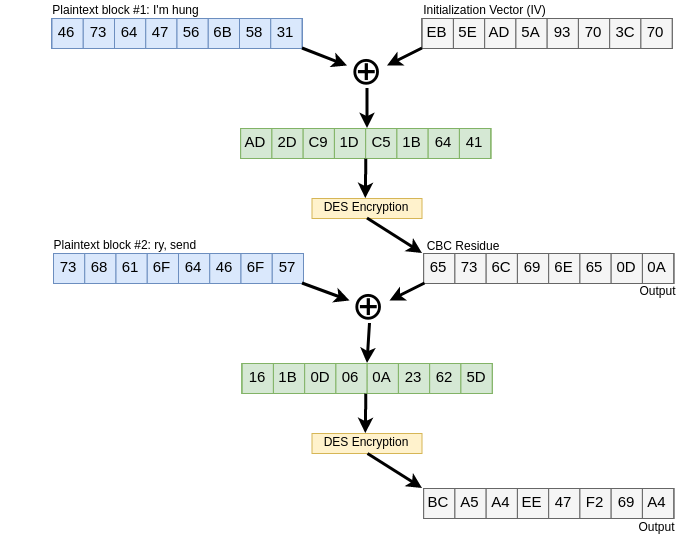 Plaintext block #1: I'm hung
Initialization Vector (IV)
46 73 64 47 56 6B 58 31
EB 5E AD 5A 93 70 3C 70
⊕
AD 2D C9 1D C5 1B 64 41
DES Encryption
Plaintext block #2: ry, send
CBC Residue
73 68 61 6F 64 46 6F 57
65 73 6C 69 6E 65 0D 0A
Output
⊕
16 1B 0D 06 0A 23 62 5D
DES Encryption
BC A5 A4 EE 47 F2 69 A4
Output